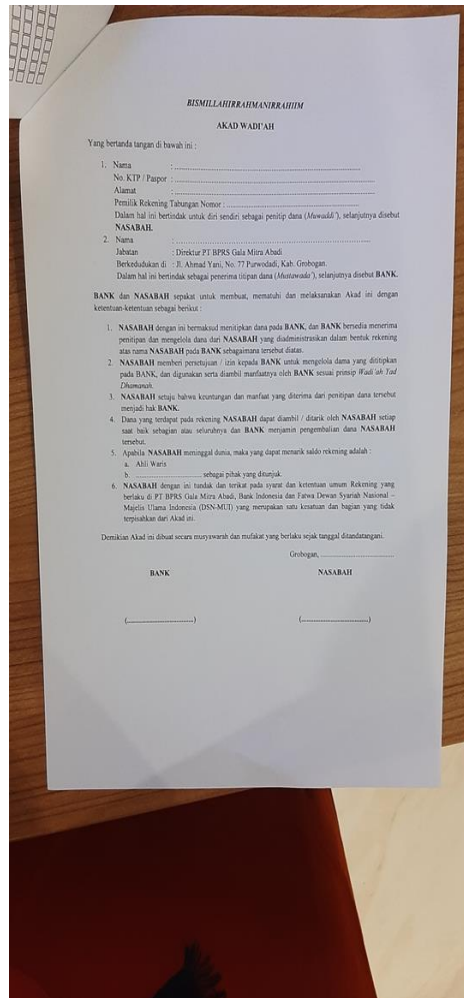 BISMILLAHIRRAHMANIRRAHIIM
AKAD WADI'AH
Yang bertanda tangan di bawah ini :
1. Nama : ..............................
No. KTP / Paspor : ..............................
Alamat : ..............................
Pemilik Rekening Tabungan Nomor : ..............................
Dalam hal ini bertindak untuk diri sendiri sebagai penitip dana (Muwaddi'), selanjutnya disebut
NASABAH.
2. Nama : ..............................
Jabatan : Direktur PT BPRS Gala Mitra Abadi
Berkedudukan di : Jl. Ahmad Yani, No. 77 Purwodadi, Kab. Grobogan.
Dalam hal ini bertindak sebagai penerima titipan dana (Mustawada'), selanjutnya disebut BANK.
BANK dan NASABAH sepakat untuk membuat, mematuhi dan melaksanakan Akad ini dengan
ketentuan-ketentuan sebagai berikut :
1. NASABAH dengan ini bermaksud menitipkan dana pada BANK, dan BANK bersedia menerima
penitipan dan mengelola dana dari NASABAH yang diadministrasikan dalam bentuk rekening
atas nama NASABAH pada BANK sebagaimana tersebut diatas.
2. NASABAH memberi persetujuan / izin kepada BANK untuk mengelola dama yang dititipkan
pada BANK, dan digunakan serta diambil manfaatnya oleh BANK sesuai prinsip Wadi'ah Yad
Dhamanah.
3. NASABAH setuju bahwa keuntungan dan manfaat yang diterima dari penitipan dana tersebut
menjadi hak BANK.
4. Dana yang terdapat pada rekening NASABAH dapat diambil / ditarik oleh NASABAH setiap
saat baik sebagian atau seluruhnya dan BANK menjamin pengembalian dana NASABAH
tersebut.
5. Apabila NASABAH meninggal dunia, maka yang dapat menarik saldo rekening adalah :
a. Ahli Waris
b. .............................. sebagai pihak yang ditunjuk.
6. NASABAH dengan ini tunduk dan terikat pada syarat dan ketentuan umum Rekening yang
berlaku di PT BPRS Gala Mitra Abadi, Bank Indonesia dan Fatwa Dewan Syariah Nasional –
Majelis Ulama Indonesia (DSN-MUI) yang merupakan satu kesatuan dan bagian yang tidak
terpisahkan dari Akad ini.
Demikian Akad ini dibuat secara musyawarah dan mufakat yang berlaku sejak tanggal ditandatangani.
Grobogan, ..............................
BANK NASABAH
(..............................) (..............................)